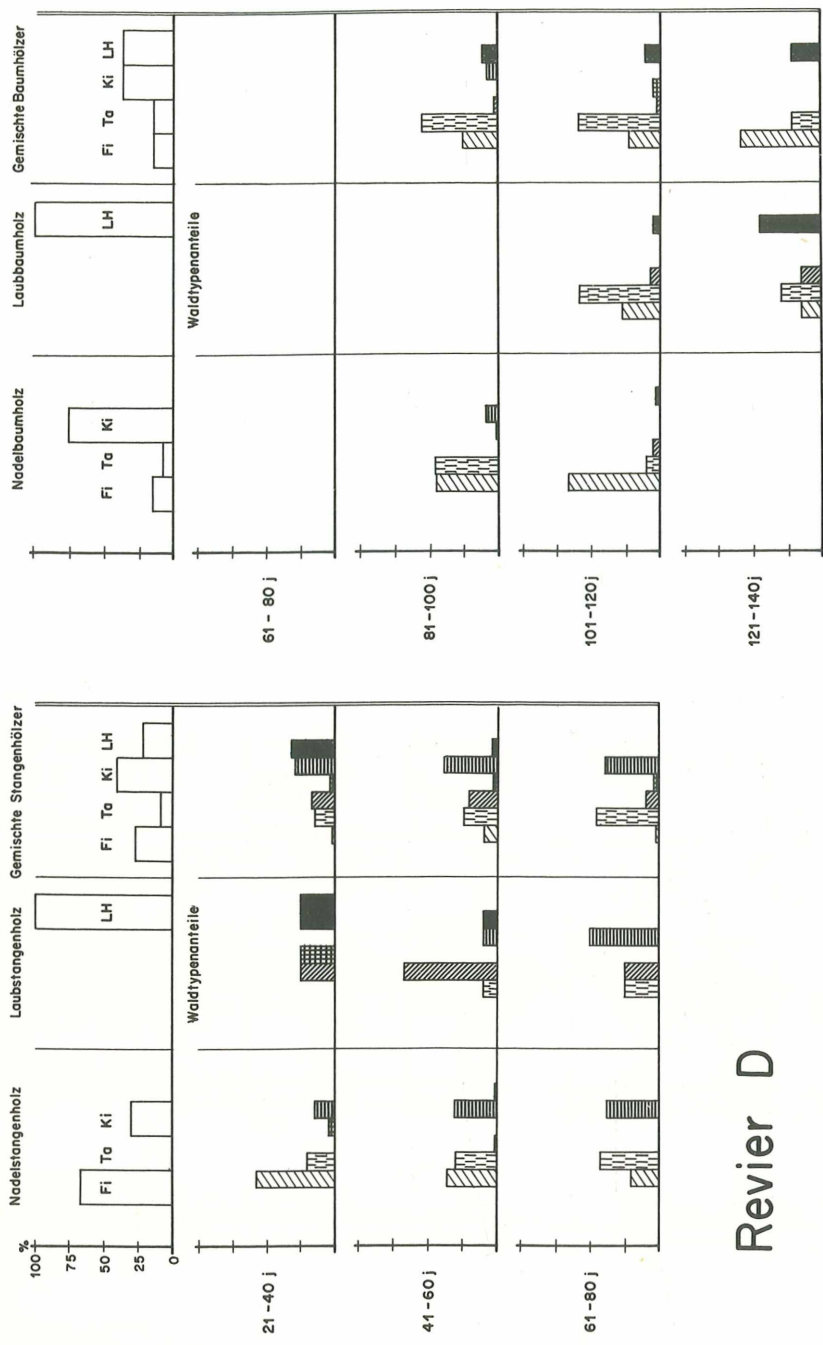 Nadelstangenholz Laubstangenholz Gemischte Stangenhölzer
%
100
75
50
25
0
Fi Ta Ki LH Fi Ta Ki LH
Waldtypenanteile
21 - 40 j
41 - 60 j
61 - 80 j
Nadelbaumholz Laubbaumholz Gemischte Baumhölzer
Fi Ta Ki LH Fi Ta Ki LH
Waldtypenanteile
61 - 80 j
81 - 100 j
101 - 120 j
121 - 140 j
Revier D